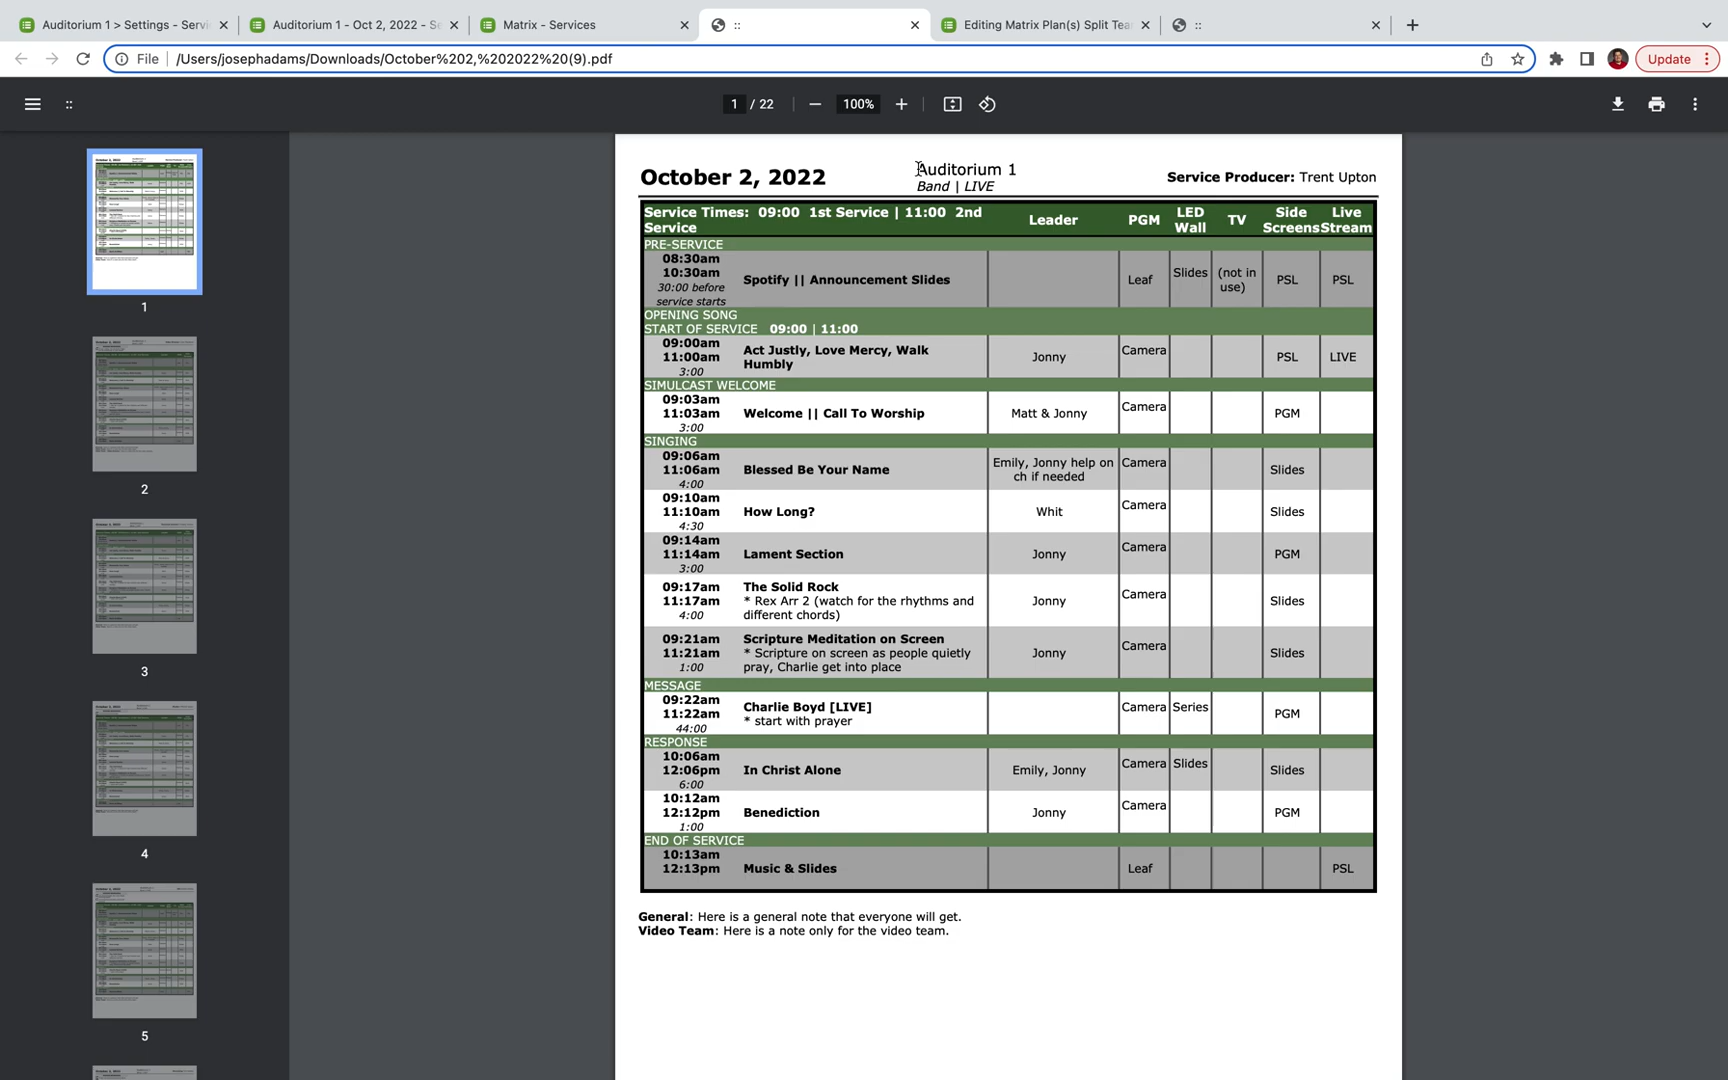 Auditorium 1 > Settings - Servi
Auditorium 1 - Oct 2, 2022 - Se
Matrix - Services
::
Editing Matrix Plan(s) Split Tea
::
File
/Users/josephadams/Downloads/October%202,%202022%20(9).pdf
Update
::
1 / 22
100%
1
2
3
4
5
October 2, 2022
Auditorium 1
Band | LIVE
Service Producer: Trent Upton
Service Times: 09:00 1st Service | 11:00 2nd
Service
Leader
PGM
LED
Wall
TV
Side
Screens
Live
Stream
PRE-SERVICE
08:30am
10:30am
30:00 before
service starts
Spotify || Announcement Slides
Leaf
Slides
(not in
use)
PSL
PSL
OPENING SONG
START OF SERVICE 09:00 | 11:00
09:00am
11:00am
3:00
Act Justly, Love Mercy, Walk
Humbly
Jonny
Camera
PSL
LIVE
SIMULCAST WELCOME
09:03am
11:03am
3:00
Welcome || Call To Worship
Matt & Jonny
Camera
PGM
SINGING
09:06am
11:06am
4:00
Blessed Be Your Name
Emily, Jonny help on
ch if needed
Camera
Slides
09:10am
11:10am
4:30
How Long?
Whit
Camera
Slides
09:14am
11:14am
3:00
Lament Section
Jonny
Camera
PGM
09:17am
11:17am
4:00
The Solid Rock
* Rex Arr 2 (watch for the rhythms and
different chords)
Jonny
Camera
Slides
09:21am
11:21am
1:00
Scripture Meditation on Screen
* Scripture on screen as people quietly
pray, Charlie get into place
Jonny
Camera
Slides
MESSAGE
09:22am
11:22am
44:00
Charlie Boyd [LIVE]
* start with prayer
Camera
Series
PGM
RESPONSE
10:06am
12:06pm
6:00
In Christ Alone
Emily, Jonny
Camera
Slides
Slides
10:12am
12:12pm
1:00
Benediction
Jonny
Camera
PGM
END OF SERVICE
10:13am
12:13pm
Music & Slides
Leaf
PSL
General: Here is a general note that everyone will get.
Video Team: Here is a note only for the video team.